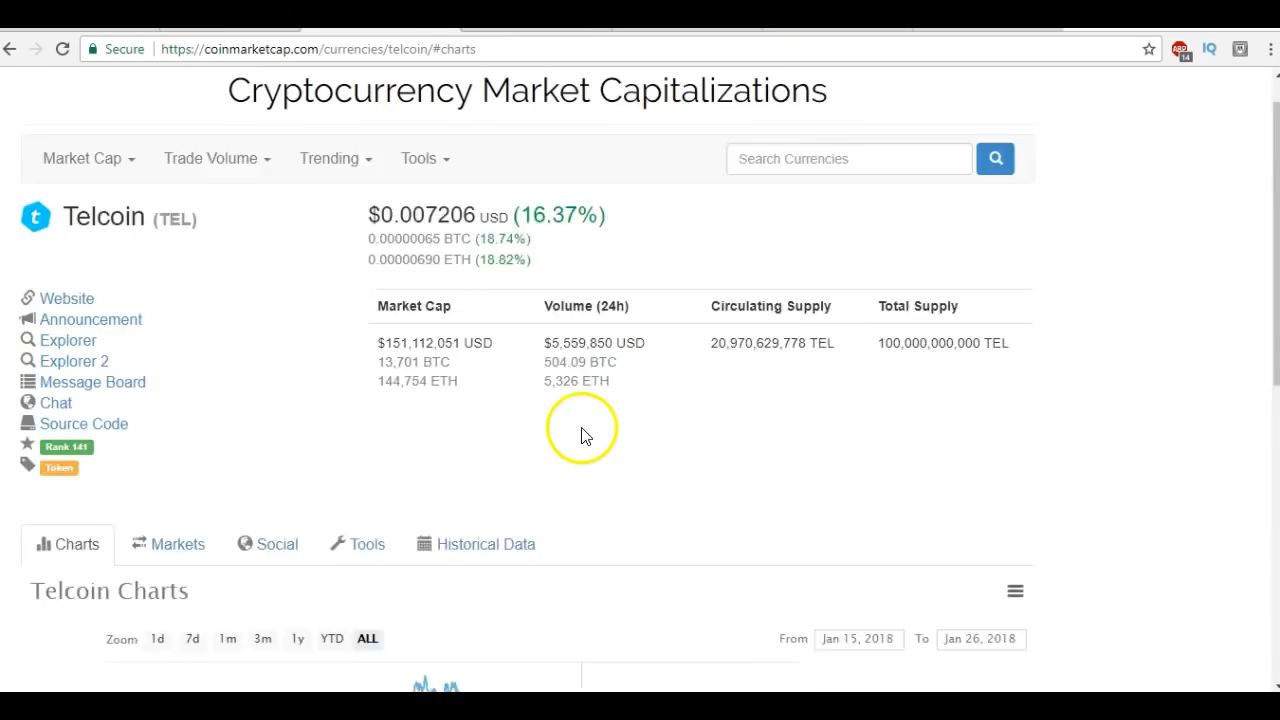 Secure https://coinmarketcap.com/currencies/telcoin/#charts
ABP
14
IQ
Cryptocurrency Market Capitalizations
Market Cap Trade Volume Trending Tools Search Currencies
t Telcoin (TEL)
$0.007206 USD (16.37%)
0.00000065 BTC (18.74%)
0.00000690 ETH (18.82%)
Website
Announcement
Explorer
Explorer 2
Message Board
Chat
Source Code
Rank 141
Token
Market Cap Volume (24h) Circulating Supply Total Supply
$151,112,051 USD $5,559,850 USD 20,970,629,778 TEL 100,000,000,000 TEL
13,701 BTC 504.09 BTC
144,754 ETH 5,326 ETH
Charts Markets Social Tools Historical Data
Telcoin Charts
Zoom 1d 7d 1m 3m 1y YTD ALL From Jan 15, 2018 To Jan 26, 2018